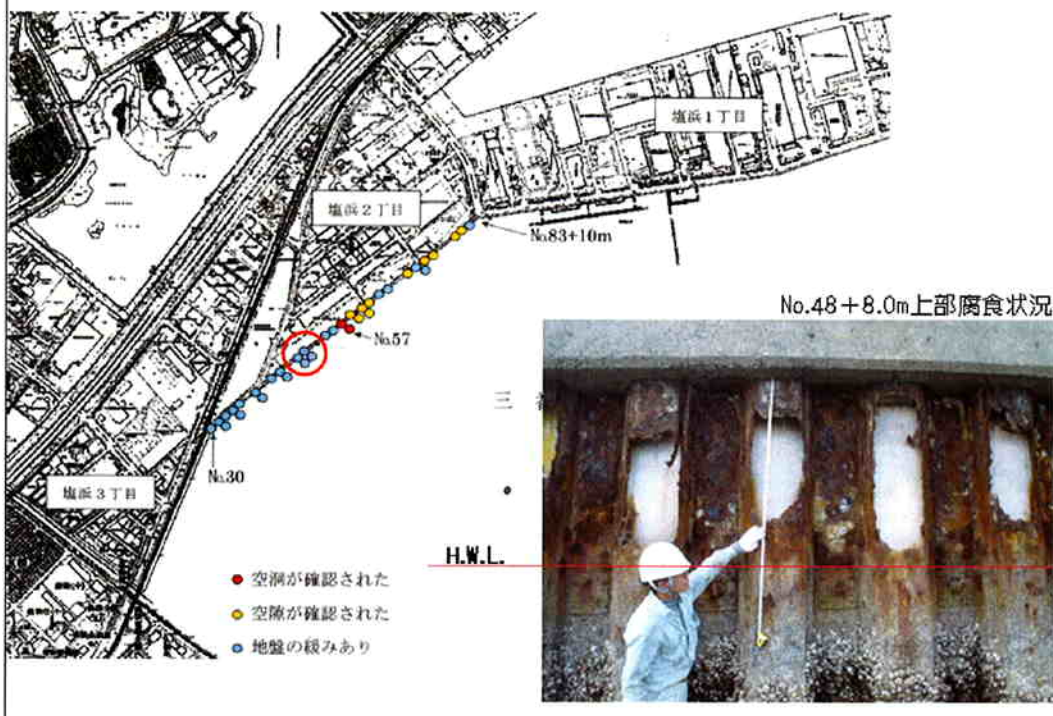 塩浜1丁目
塩浜2丁目
No.83+10m
No.48+8.0m上部腐食状況
No.57
三
No.30
塩浜3丁目
H.W.L.
空洞が確認された
空隙が確認された
地盤の緩みあり